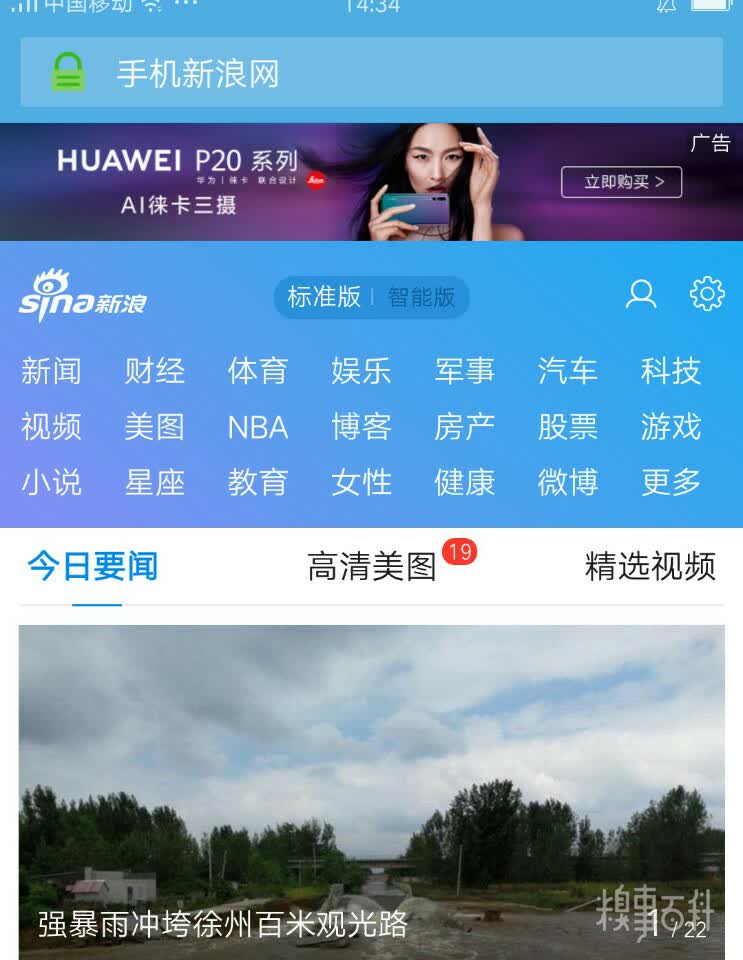 中国移动 14:34
手机新浪网
广告
HUAWEI P20 系列
华为 | 徕卡 联合设计
AI徕卡三摄
立即购买 >
sina新浪
标准版 | 智能版
新闻 财经 体育 娱乐 军事 汽车 科技
视频 美图 NBA 博客 房产 股票 游戏
小说 星座 教育 女性 健康 微博 更多
今日要闻 高清美图 19 精选视频
强暴雨冲垮徐州百米观光路 1 / 22
糗事百科